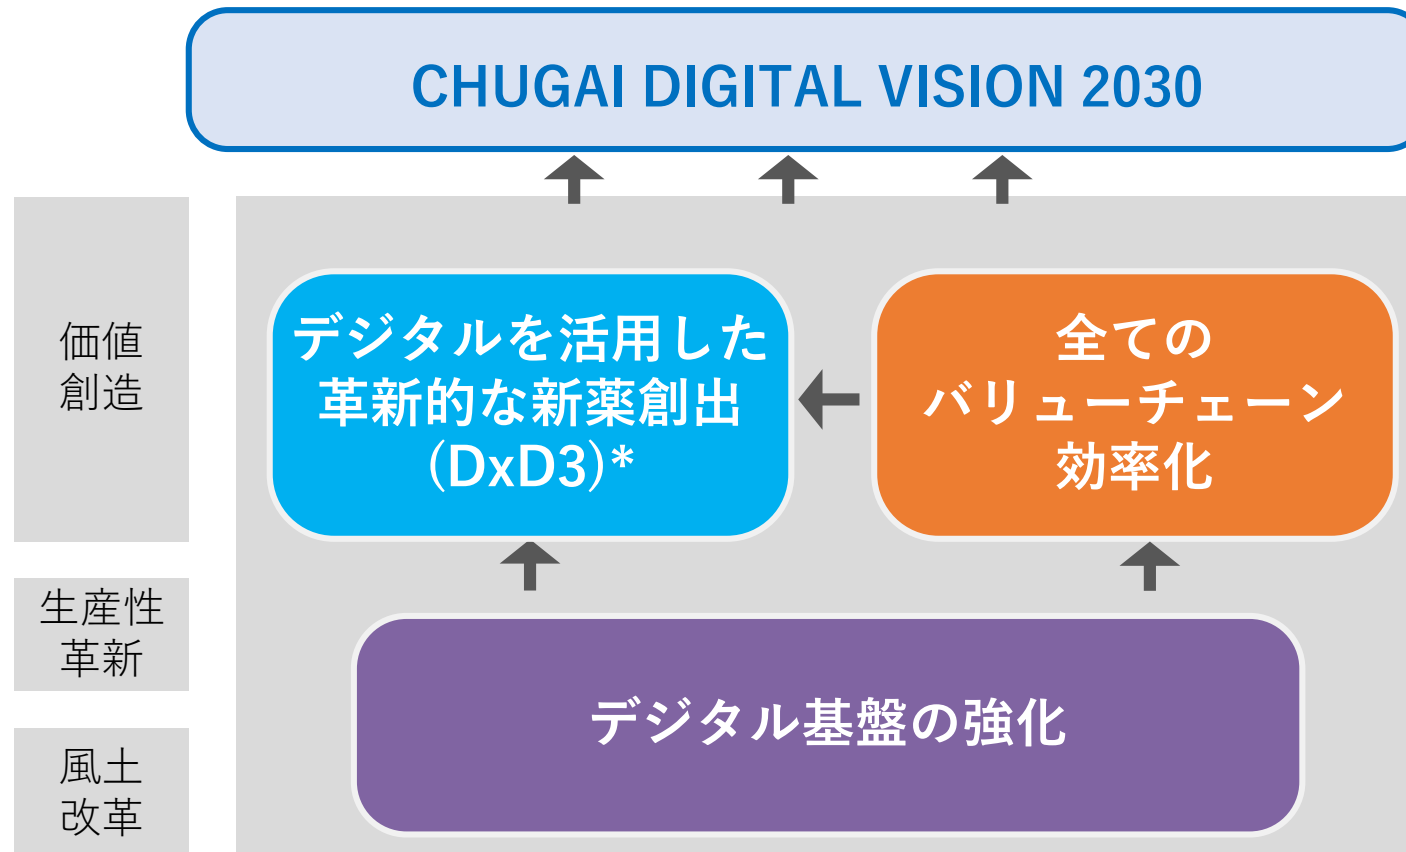 CHUGAI DIGITAL VISION 2030
価値
創造
デジタルを活用した
革新的な新薬創出
(DxD3)*
全ての
バリューチェーン
効率化
生産性
革新
デジタル基盤の強化
風土
改革